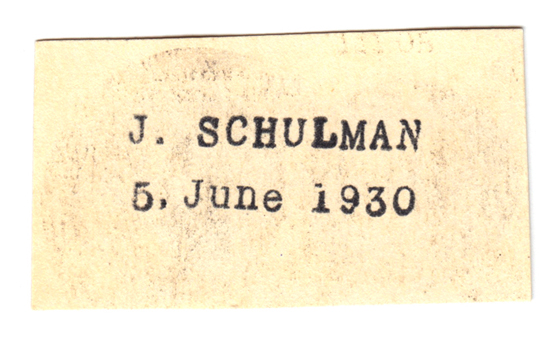 J. SCHULMAN
5, June 1930